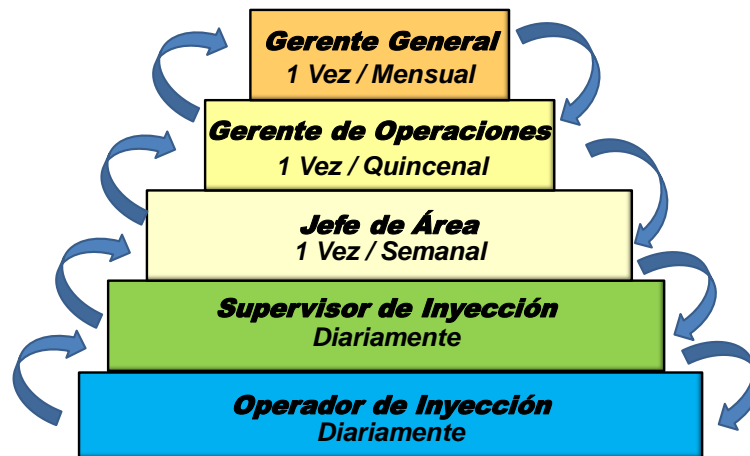 Gerente General
1 Vez / Mensual
Gerente de Operaciones
1 Vez / Quincenal
Jefe de Área
1 Vez / Semanal
Supervisor de Inyección
Diariamente
Operador de Inyección
Diariamente